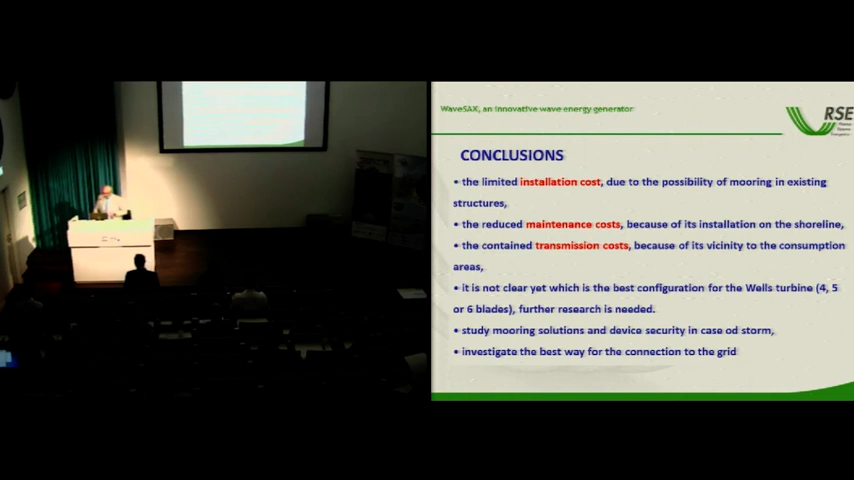 WaveSAX, an innovative wave energy generator
RSE
CONCLUSIONS
• the limited installation cost, due to the possibility of mooring in existing
structures,
• the reduced maintenance costs, because of its installation on the shoreline,
• the contained transmission costs, because of its vicinity to the consumption
areas,
• it is not clear yet which is the best configuration for the Wells turbine (4, 5
or 6 blades), further research is needed.
• study mooring solutions and device security in case od storm,
• investigate the best way for the connection to the grid